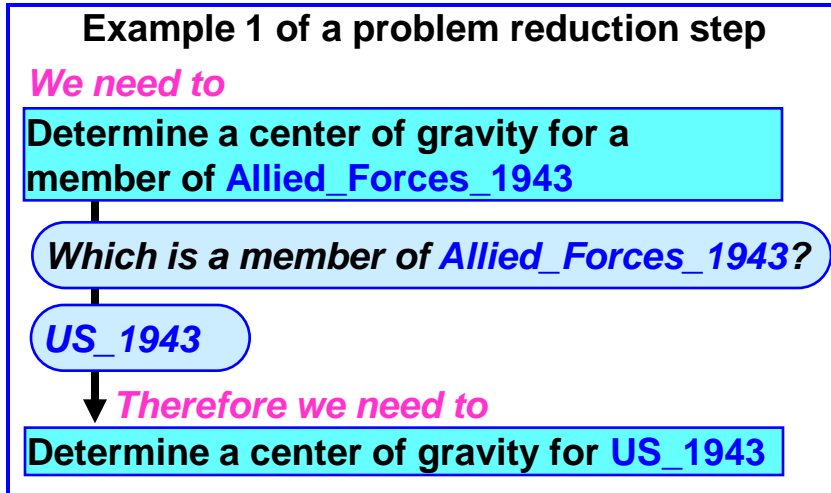 Example 1 of a problem reduction step
We need to
Determine a center of gravity for a
member of Allied_Forces_1943
Which is a member of Allied_Forces_1943?
US_1943
Therefore we need to
Determine a center of gravity for US_1943